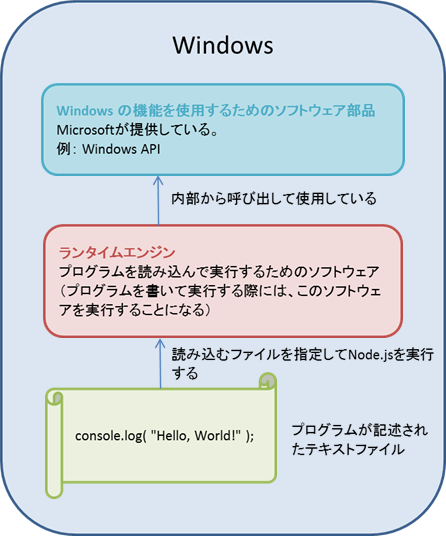 Windows
Windows の機能を使用するためのソフトウェア部品
Microsoftが提供している。
例： Windows API
内部から呼び出して使用している
ランタイムエンジン
プログラムを読み込んで実行するためのソフトウェア
（プログラムを書いて実行する際には、このソフトウェ
アを実行することになる）
読み込むファイルを指定してNode.jsを実行
する
console.log( "Hello, World!" );
プログラムが記述され
たテキストファイル